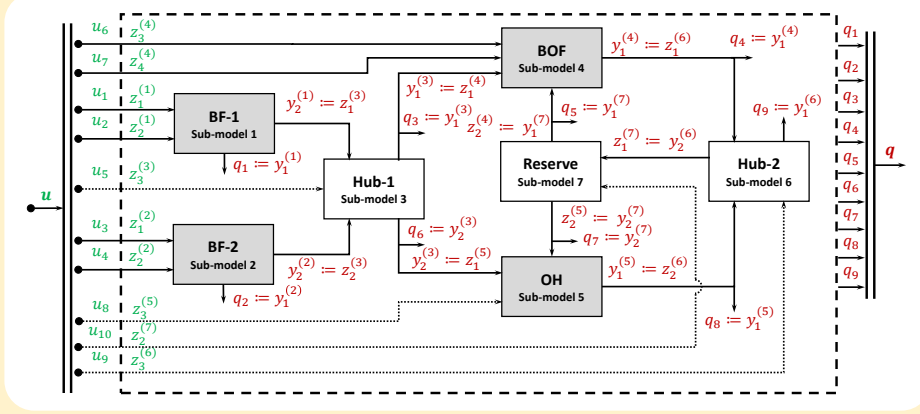 u₆ z₃⁽⁴⁾
u₇ z₄⁽⁴⁾
u₁ z₁⁽¹⁾
u₂ z₂⁽¹⁾
u₅ z₃⁽³⁾
u
u₃ z₁⁽²⁾
u₄ z₂⁽²⁾
u₈ z₃⁽⁵⁾
u₁₀ z₂⁽⁷⁾
u₉ z₃⁽⁶⁾
BF-1
Sub-model 1
q₁ := y₁⁽¹⁾
y₂⁽¹⁾ := z₁⁽³⁾
BF-2
Sub-model 2
q₂ := y₁⁽²⁾
y₂⁽²⁾ := z₂⁽³⁾
Hub-1
Sub-model 3
y₁⁽³⁾ := z₁⁽⁴⁾
q₃ := y₁⁽³⁾
q₆ := y₂⁽³⁾
y₂⁽³⁾ := z₁⁽⁵⁾
BOF
Sub-model 4
y₁⁽⁴⁾ := z₁⁽⁶⁾
q₄ := y₁⁽⁴⁾
q₅ := y₁⁽⁷⁾
z₂⁽⁴⁾ := y₁⁽⁷⁾
Reserve
Sub-model 7
z₁⁽⁷⁾ := y₂⁽⁶⁾
z₂⁽⁵⁾ := y₂⁽⁷⁾
q₇ := y₂⁽⁷⁾
OH
Sub-model 5
y₁⁽⁵⁾ := z₂⁽⁶⁾
q₈ := y₁⁽⁵⁾
q₉ := y₁⁽⁶⁾
Hub-2
Sub-model 6
q₁
q₂
q₃
q₄
q₅
q₆
q₇
q₈
q₉
q